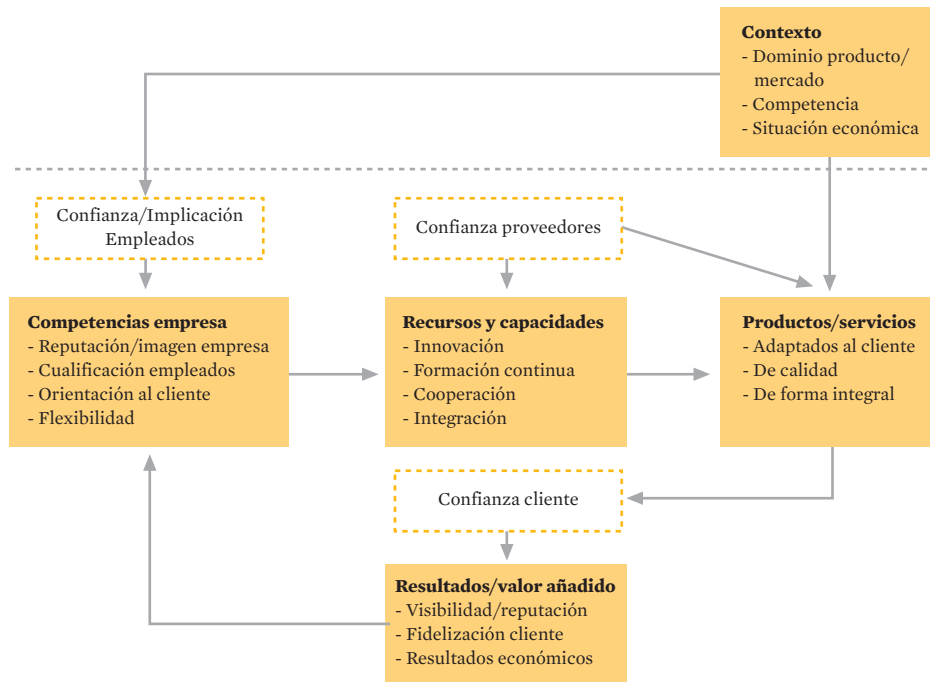 Contexto
- Dominio producto/
mercado
- Competencia
- Situación económica
Confianza/Implicación
Empleados
Confianza proveedores
Competencias empresa
- Reputación/imagen empresa
- Cualificación empleados
- Orientación al cliente
- Flexibilidad
Recursos y capacidades
- Innovación
- Formación continua
- Cooperación
- Integración
Productos/servicios
- Adaptados al cliente
- De calidad
- De forma integral
Confianza cliente
Resultados/valor añadido
- Visibilidad/reputación
- Fidelización cliente
- Resultados económicos